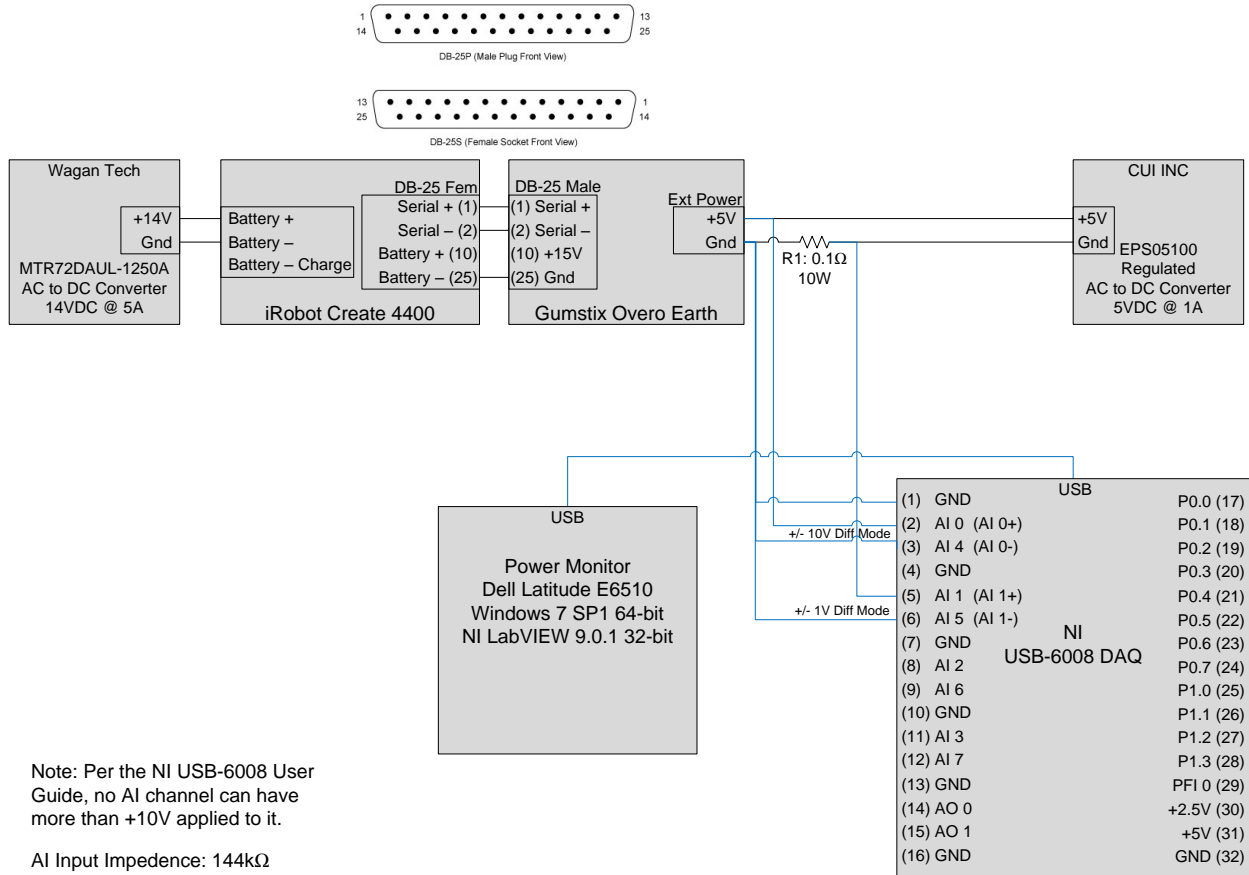 1
13
14
25
DB-25P (Male Plug Front View)
13
1
25
14
DB-25S (Female Socket Front View)
Wagan Tech
+14V
Gnd
MTR72DAUL-1250A
AC to DC Converter
14VDC @ 5A
Battery +
Battery –
Battery – Charge
DB-25 Fem
Serial + (1)
Serial – (2)
Battery + (10)
Battery – (25)
iRobot Create 4400
DB-25 Male
(1) Serial +
(2) Serial –
(10) +15V
(25) Gnd
Ext Power
+5V
Gnd
Gumstix Overo Earth
R1: 0.1Ω
10W
CUI INC
+5V
Gnd
EPS05100
Regulated
AC to DC Converter
5VDC @ 1A
USB
Power Monitor
Dell Latitude E6510
Windows 7 SP1 64-bit
NI LabVIEW 9.0.1 32-bit
+/- 10V Diff Mode
+/- 1V Diff Mode
USB
(1) GND
(2) AI 0 (AI 0+)
(3) AI 4 (AI 0-)
(4) GND
(5) AI 1 (AI 1+)
(6) AI 5 (AI 1-)
(7) GND
(8) AI 2
(9) AI 6
(10) GND
(11) AI 3
(12) AI 7
(13) GND
(14) AO 0
(15) AO 1
(16) GND
NI
USB-6008 DAQ
P0.0 (17)
P0.1 (18)
P0.2 (19)
P0.3 (20)
P0.4 (21)
P0.5 (22)
P0.6 (23)
P0.7 (24)
P1.0 (25)
P1.1 (26)
P1.2 (27)
P1.3 (28)
PFI 0 (29)
+2.5V (30)
+5V (31)
GND (32)
Note: Per the NI USB-6008 User
Guide, no AI channel can have
more than +10V applied to it.
AI Input Impedence: 144kΩ